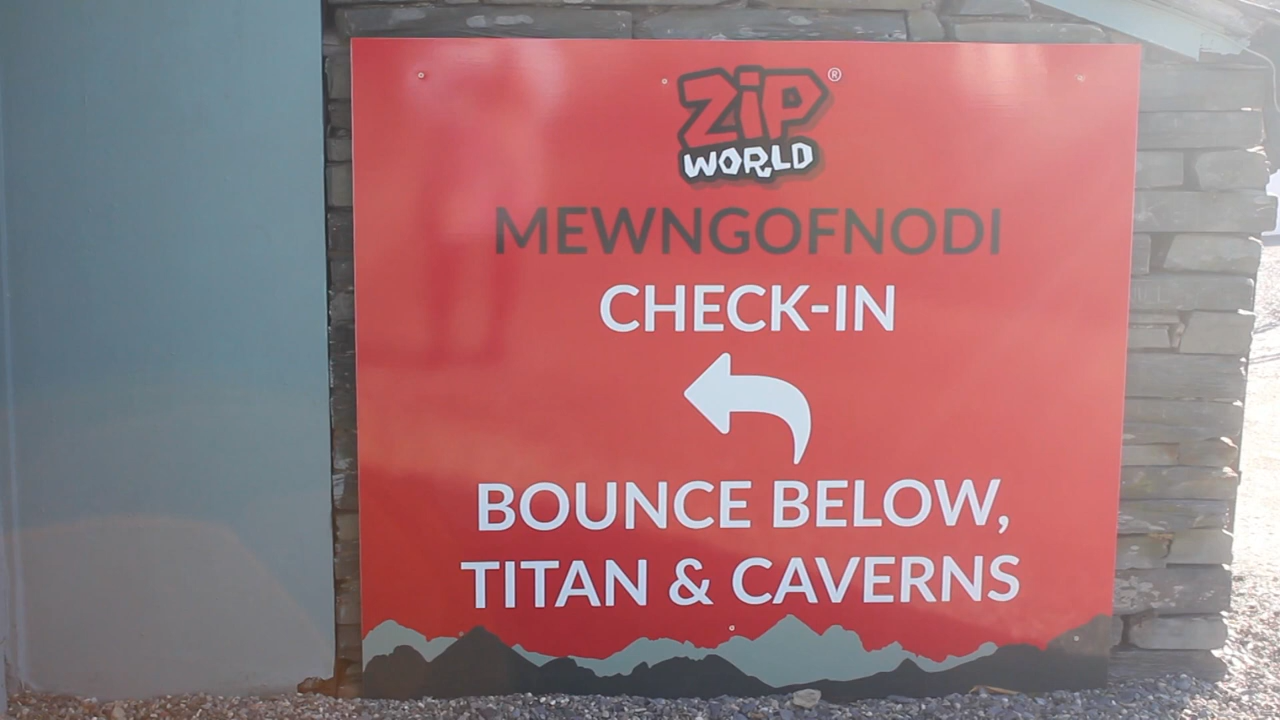 ZiP ®
WORLD
MEWNGOFNODI
CHECK-IN
BOUNCE BELOW,
TITAN & CAVERNS